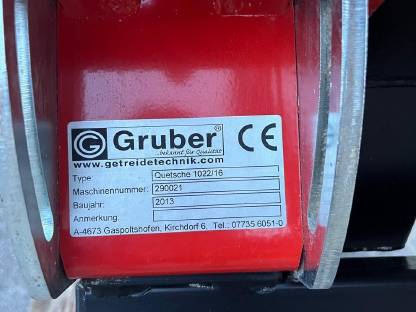 G Gruber®
...bekannt für Qualität
CE
www.getreidetechnik.com
Type: Quetsche 1022/16
Maschinennummer: 290021
Baujahr: 2013
Anmerkung:
A-4673 Gaspoltshofen, Kirchdorf 6, Tel. 07735 6051-0